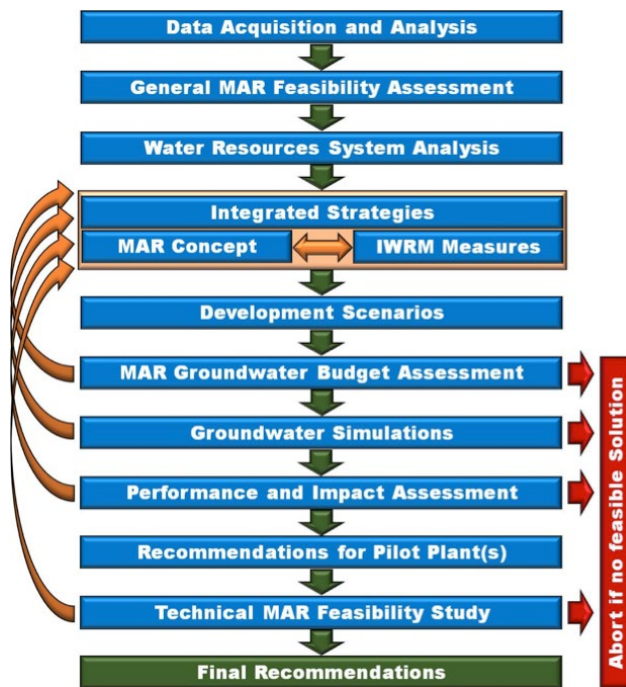 Data Acquisition and Analysis
General MAR Feasibility Assessment
Water Resources System Analysis
Integrated Strategies
MAR Concept
IWRM Measures
Development Scenarios
MAR Groundwater Budget Assessment
Groundwater Simulations
Performance and Impact Assessment
Recommendations for Pilot Plant(s)
Technical MAR Feasibility Study
Final Recommendations
Abort if no feasible Solution